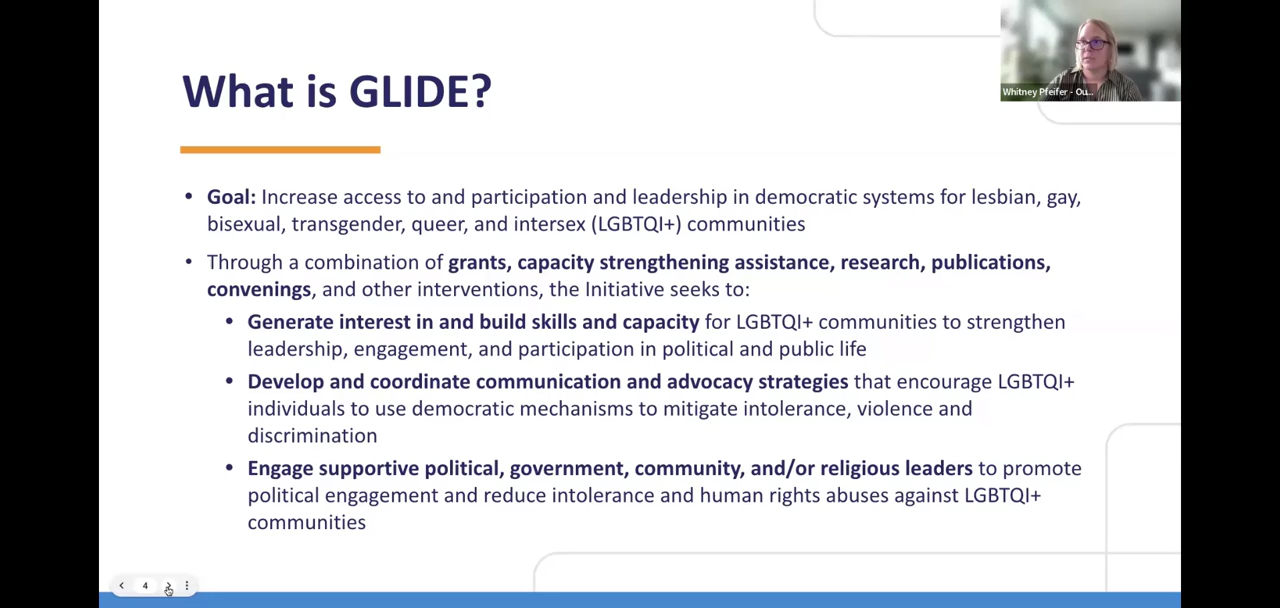 What is GLIDE?
Whitney Pfeifer - Ou...
• Goal: Increase access to and participation and leadership in democratic systems for lesbian, gay,
bisexual, transgender, queer, and intersex (LGBTQI+) communities
• Through a combination of grants, capacity strengthening assistance, research, publications,
convenings, and other interventions, the Initiative seeks to:
• Generate interest in and build skills and capacity for LGBTQI+ communities to strengthen
leadership, engagement, and participation in political and public life
• Develop and coordinate communication and advocacy strategies that encourage LGBTQI+
individuals to use democratic mechanisms to mitigate intolerance, violence and
discrimination
• Engage supportive political, government, community, and/or religious leaders to promote
political engagement and reduce intolerance and human rights abuses against LGBTQI+
communities
4